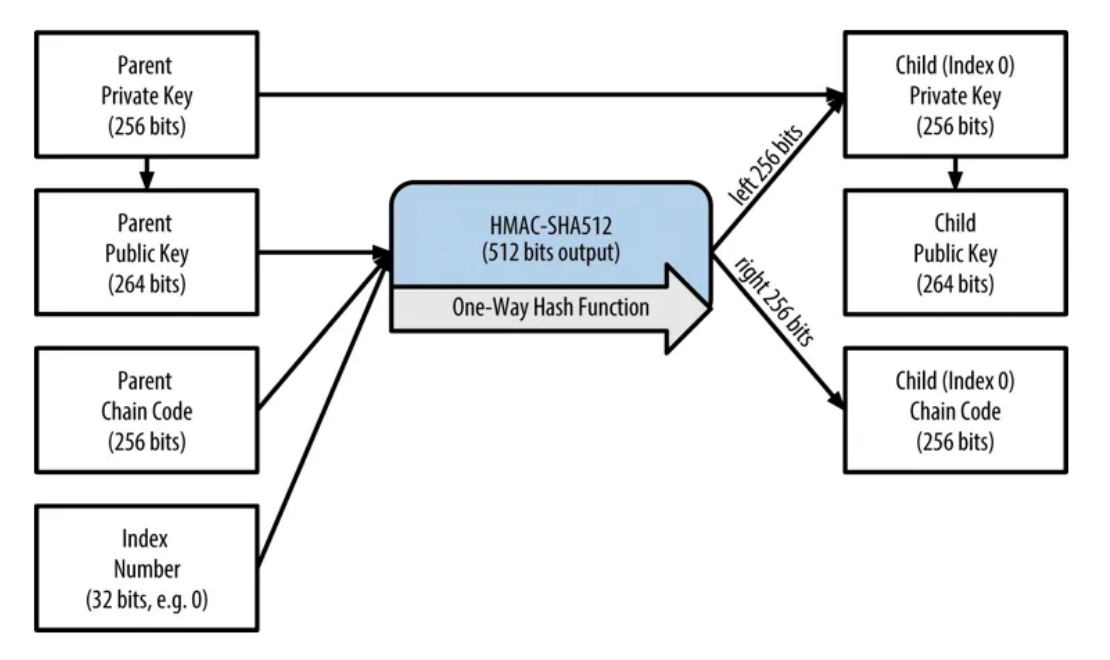 Parent
Private Key
(256 bits)
Parent
Public Key
(264 bits)
Parent
Chain Code
(256 bits)
Index
Number
(32 bits, e.g. 0)
HMAC-SHA512
(512 bits output)
One-Way Hash Function
left 256 bits
right 256 bits
Child (Index 0)
Private Key
(256 bits)
Child
Public Key
(264 bits)
Child (Index 0)
Chain Code
(256 bits)